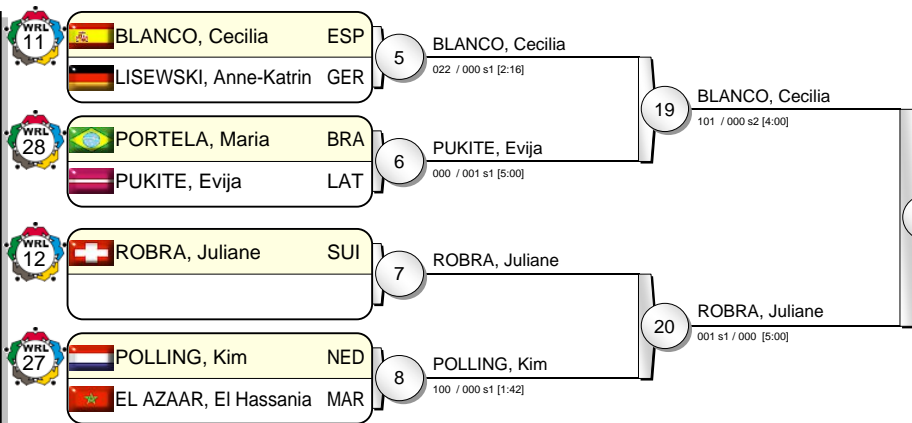 WRL
11
BLANCO, Cecilia ESP
LISEWSKI, Anne-Katrin GER
5
BLANCO, Cecilia
022 / 000 s1 [2:16]
WRL
28
PORTELA, Maria BRA
PUKITE, Evija LAT
6
PUKITE, Evija
000 / 001 s1 [5:00]
19
BLANCO, Cecilia
101 / 000 s2 [4:00]
WRL
12
ROBRA, Juliane SUI
7
ROBRA, Juliane
WRL
27
POLLING, Kim NED
EL AZAAR, El Hassania MAR
8
POLLING, Kim
100 / 000 s1 [1:42]
20
ROBRA, Juliane
001 s1 / 000 [5:00]